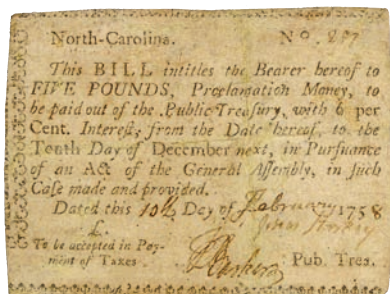 North-Carolina. No. 297
This BILL intitles the Bearer hereof to
FIVE POUNDS, Proclamation Money, to
be paid out of the Public Treasury, with 6 per
Cent. Interest, from the Date hereof, to the
Tenth Day of December next, in Pursuance
of an Act of the General Assembly, in such
Case made and provided.
Dated this 10th Day of February 1758
£.
To be accepted in Pay-
ment of Taxes
Pub. Trea.